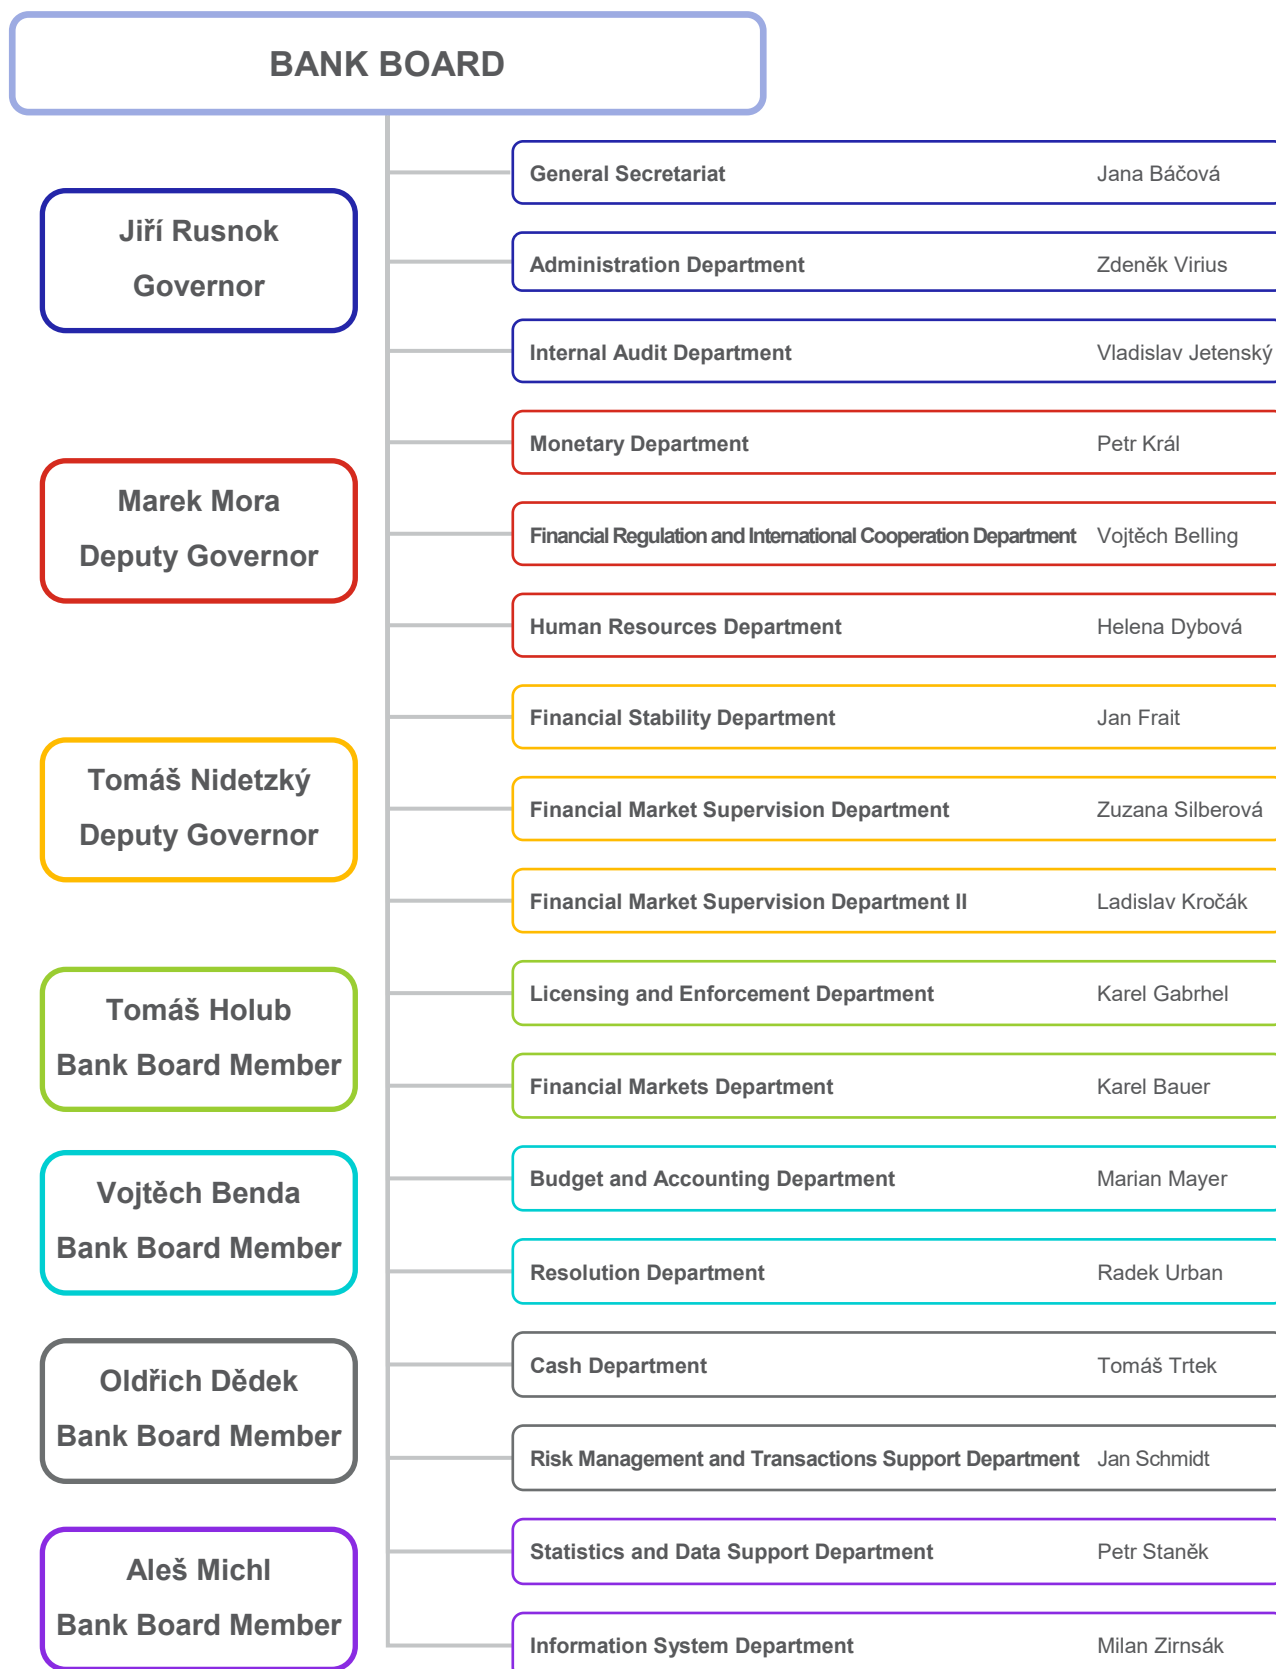 BANK BOARD
General Secretariat Jana Báčová
Jiří Rusnok
Governor
Administration Department Zdeněk Virius
Internal Audit Department Vladislav Jetenský
Monetary Department Petr Král
Marek Mora
Deputy Governor
Financial Regulation and International Cooperation Department Vojtěch Belling
Human Resources Department Helena Dybová
Financial Stability Department Jan Frait
Tomáš Nidetzký
Deputy Governor
Financial Market Supervision Department Zuzana Silberová
Financial Market Supervision Department II Ladislav Kročák
Tomáš Holub
Bank Board Member
Licensing and Enforcement Department Karel Gabrhel
Financial Markets Department Karel Bauer
Vojtěch Benda
Bank Board Member
Budget and Accounting Department Marian Mayer
Resolution Department Radek Urban
Oldřich Dědek
Bank Board Member
Cash Department Tomáš Trtek
Risk Management and Transactions Support Department Jan Schmidt
Aleš Michl
Bank Board Member
Statistics and Data Support Department Petr Staněk
Information System Department Milan Zirnsák